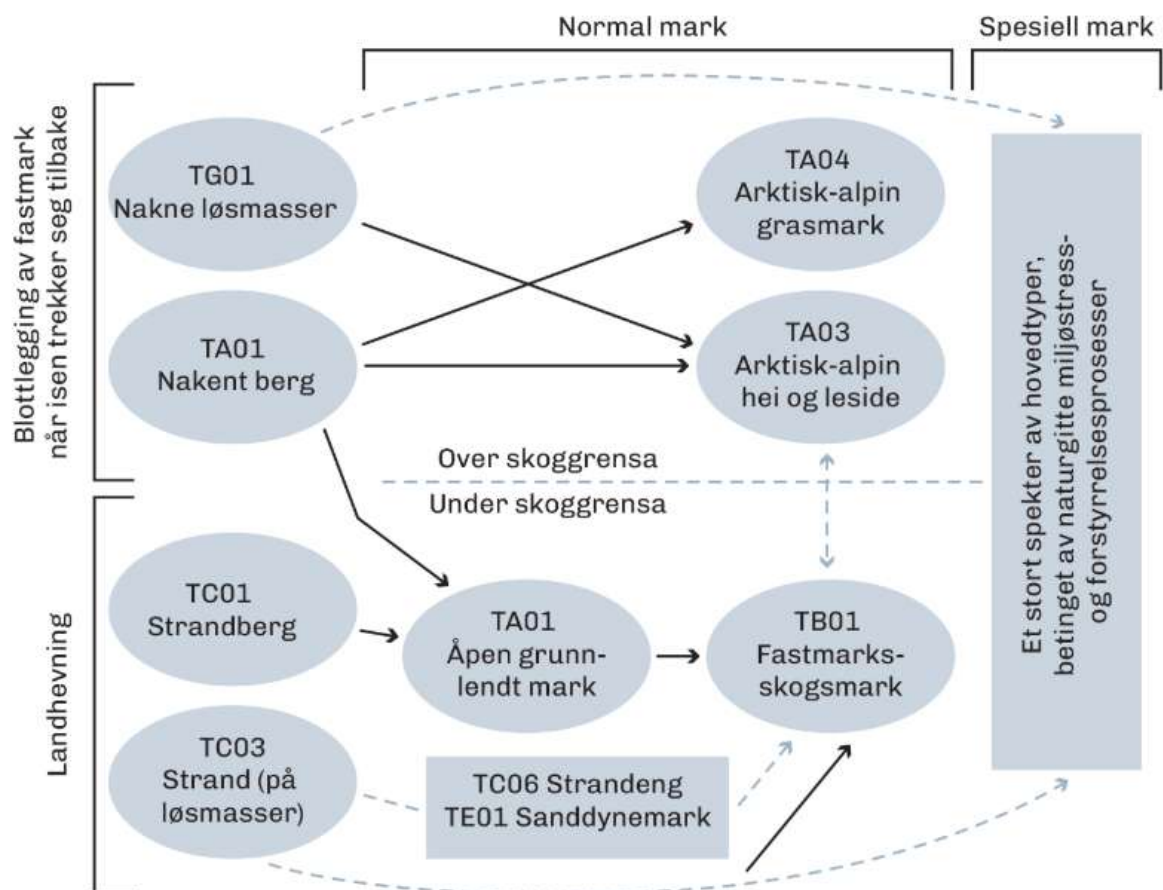 Normal mark
Spesiell mark
Blottlegging av fastmark
når isen trekker seg tilbake
TG01
Nakne løsmasser
TA04
Arktisk-alpin
grasmark
TA01
Nakent berg
TA03
Arktisk-alpin
hei og leside
Over skoggrensa
Under skoggrensa
Landhevning
TC01
Strandberg
TA01
Åpen grunn-
lendt mark
TB01
Fastmarks-
skogsmark
TC03
Strand (på
løsmasser)
TC06 Strandeng
TE01 Sanddynemark
Et stort spekter av hovedtyper,
betinget av naturgitte miljøstress-
og forstyrrelsesprosesser